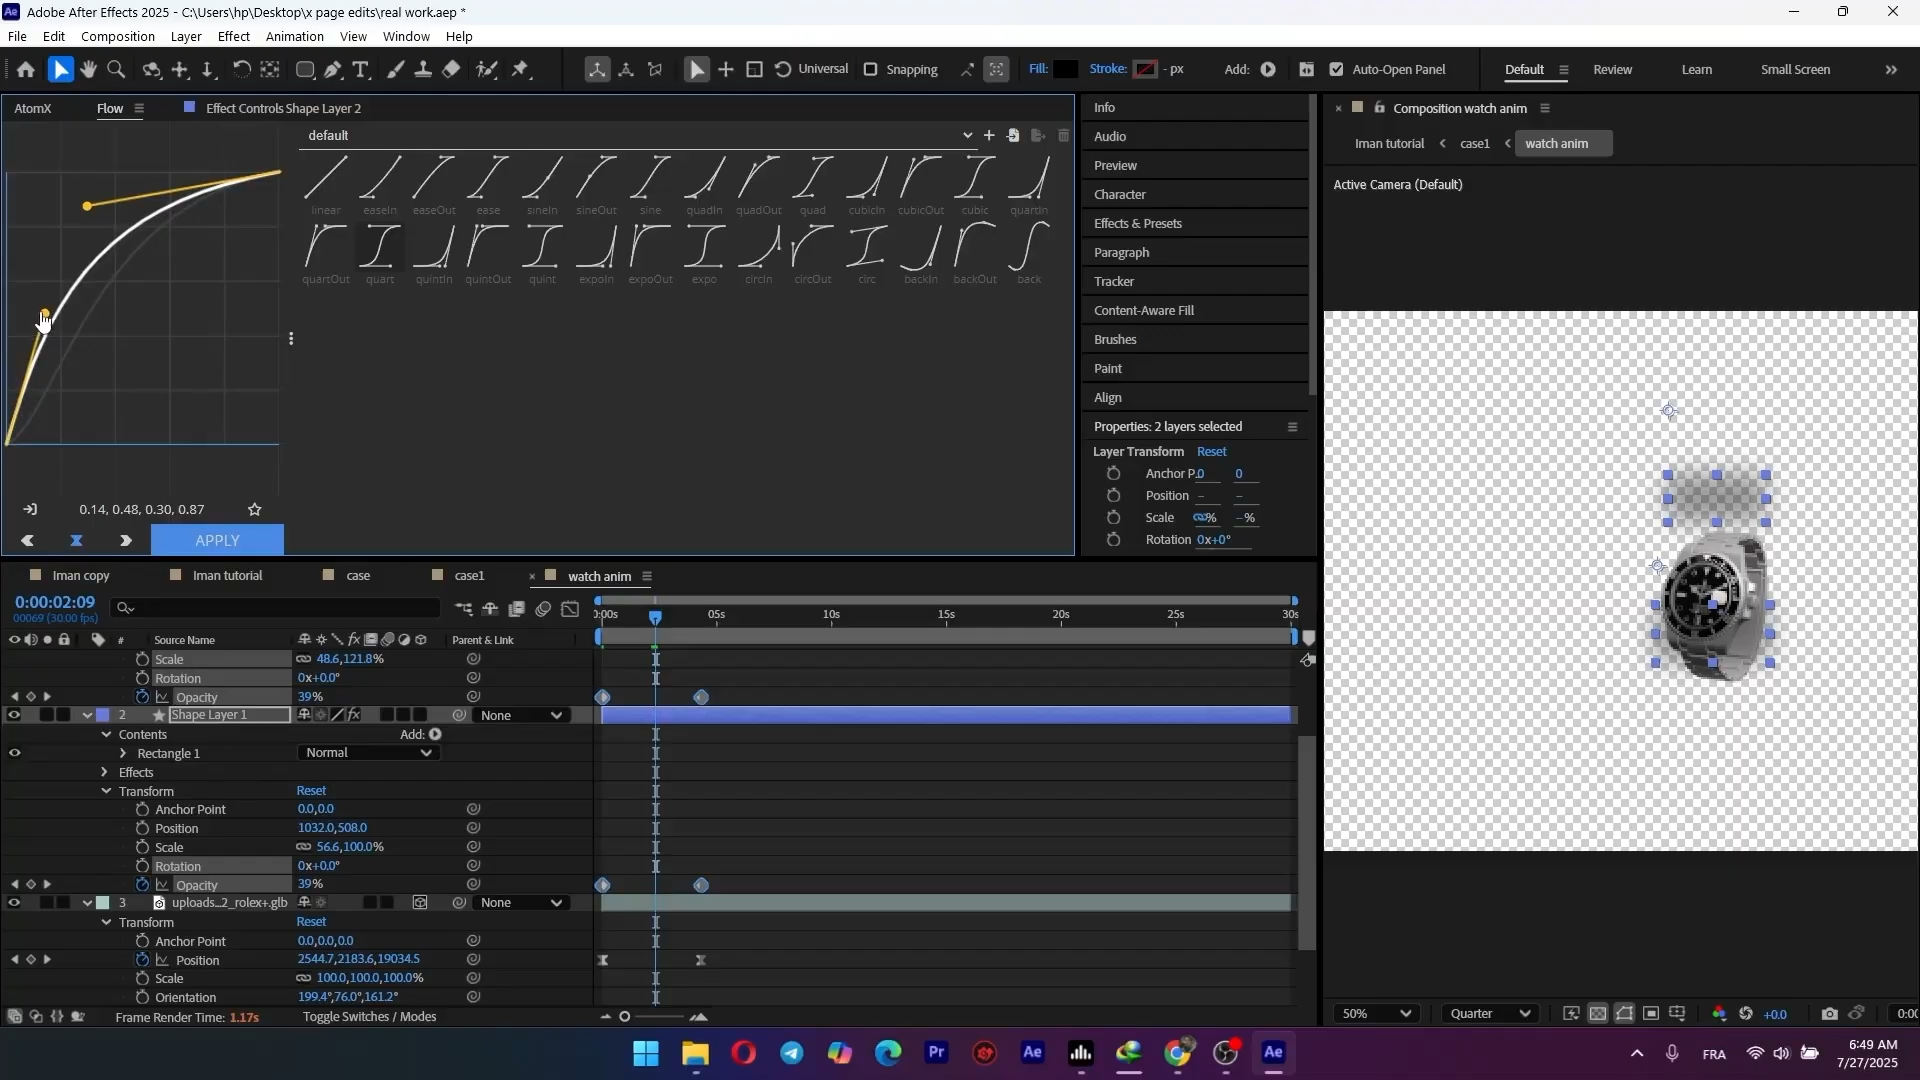 Adobe After Effects 2025 - C:\Users\hp\Desktop\x page edits\real work.aep *
File Edit Composition Layer Effect Animation View Window Help
Universal Snapping Fill: Stroke: - px Add: Auto-Open Panel Default Review Learn Small Screen
AtomX Flow Effect Controls Shape Layer 2
default
linear easeIn easeOut ease sineIn sineOut sine quadIn quadOut quad cubicIn cubicOut cubic quartIn
quartOut quart quintIn quintOut quint expoIn expoOut expo circIn circOut circ backIn backOut back
0.14, 0.48, 0.30, 0.87
APPLY
Info
Audio
Preview
Character
Effects & Presets
Paragraph
Tracker
Content-Aware Fill
Brushes
Paint
Align
Properties: 2 layers selected
Layer Transform Reset
Anchor P. 0 0
Position - -
Scale % -%
Rotation 0x+0°
Composition watch anim
Iman tutorial case1 watch anim
Active Camera (Default)
Iman copy Iman tutorial case case1 watch anim
0:00:02:09
00069 (30.00 fps)
0:00s 05s 10s 15s 20s 25s 30s
# Source Name Parent & Link
Scale 48.6,121.8%
Rotation 0x+0.0°
Opacity 39%
2 Shape Layer 1 None
Contents Add:
Rectangle 1 Normal
Effects
Transform Reset
Anchor Point 0.0,0.0
Position 1032.0,508.0
Scale 56.6,100.0%
Rotation 0x+0.0°
Opacity 39%
3 uploads...2_rolex+.glb None
Transform Reset
Anchor Point 0.0,0.0,0.0
Position 2544.7,2183.6,19034.5
Scale 100.0,100.0,100.0%
Orientation 199.4°,76.0°,161.2°
Frame Render Time: 1.17s Toggle Switches / Modes
50% Quarter +0.0 0:00
FRA 6:49 AM
7/27/2025